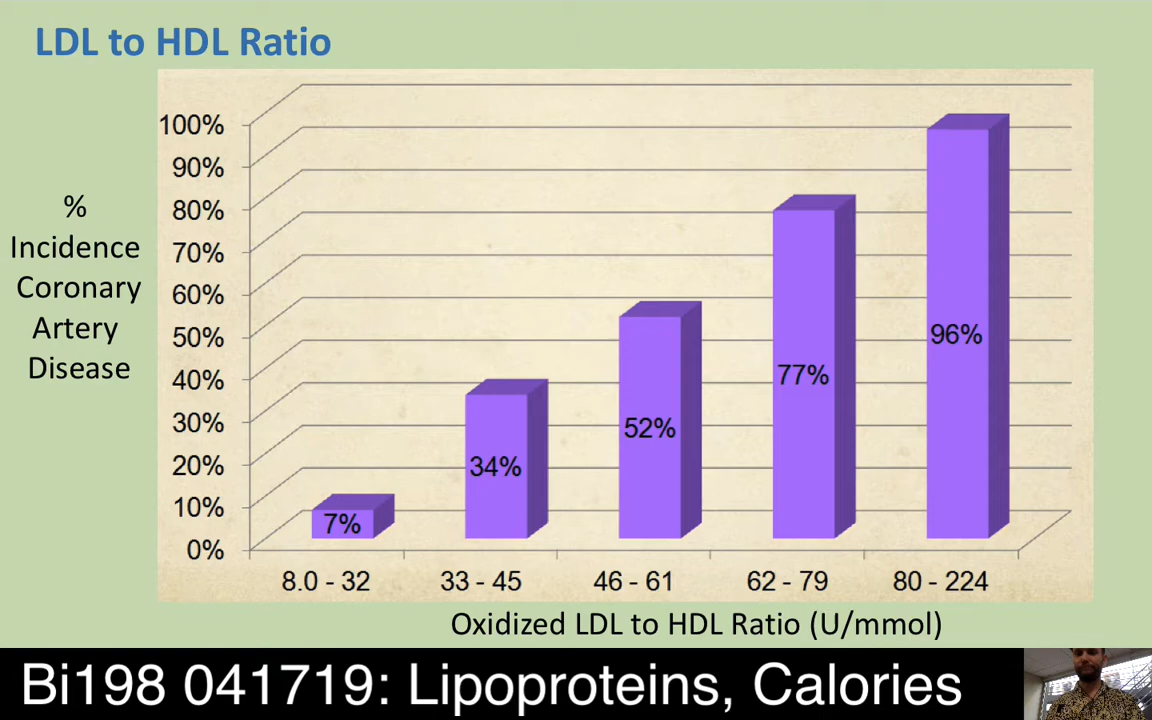 LDL to HDL Ratio
100%
90%
80%
70%
60%
50%
40%
30%
20%
10%
0%
%
Incidence
Coronary
Artery
Disease
7%
34%
52%
77%
96%
8.0 - 32
33 - 45
46 - 61
62 - 79
80 - 224
Oxidized LDL to HDL Ratio (U/mmol)
Bi198 041719: Lipoproteins, Calories